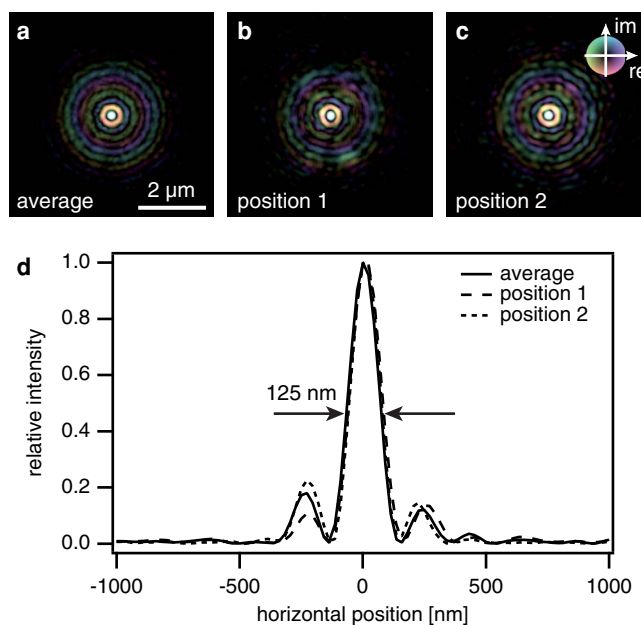 a
b
c
im
re
average
2 µm
position 1
position 2
d
1.0
0.8
0.6
0.4
0.2
0.0
relative intensity
average
position 1
position 2
125 nm
-1000
-500
0
500
1000
horizontal position [nm]